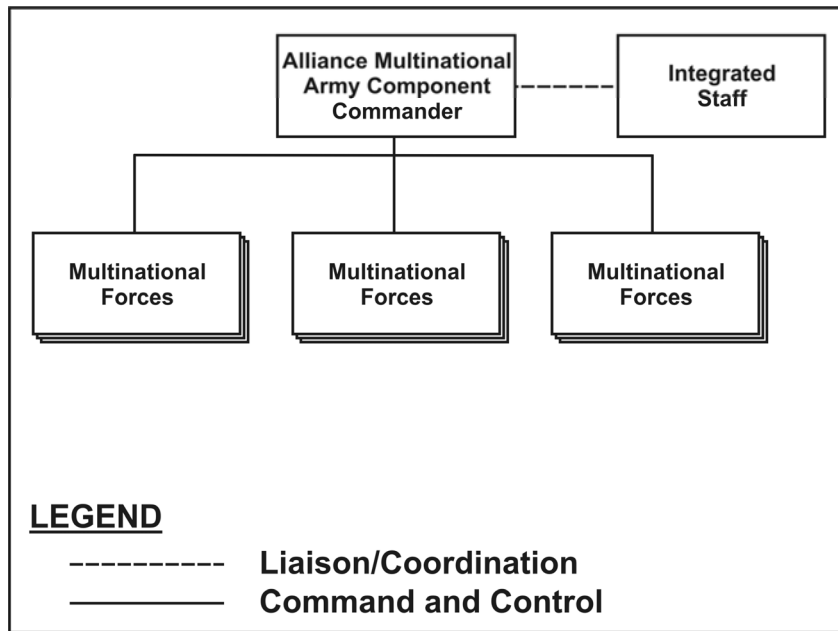 Alliance Multinational
Army Component
Commander
Integrated
Staff
Multinational
Forces
Multinational
Forces
Multinational
Forces
LEGEND
Liaison/Coordination
Command and Control